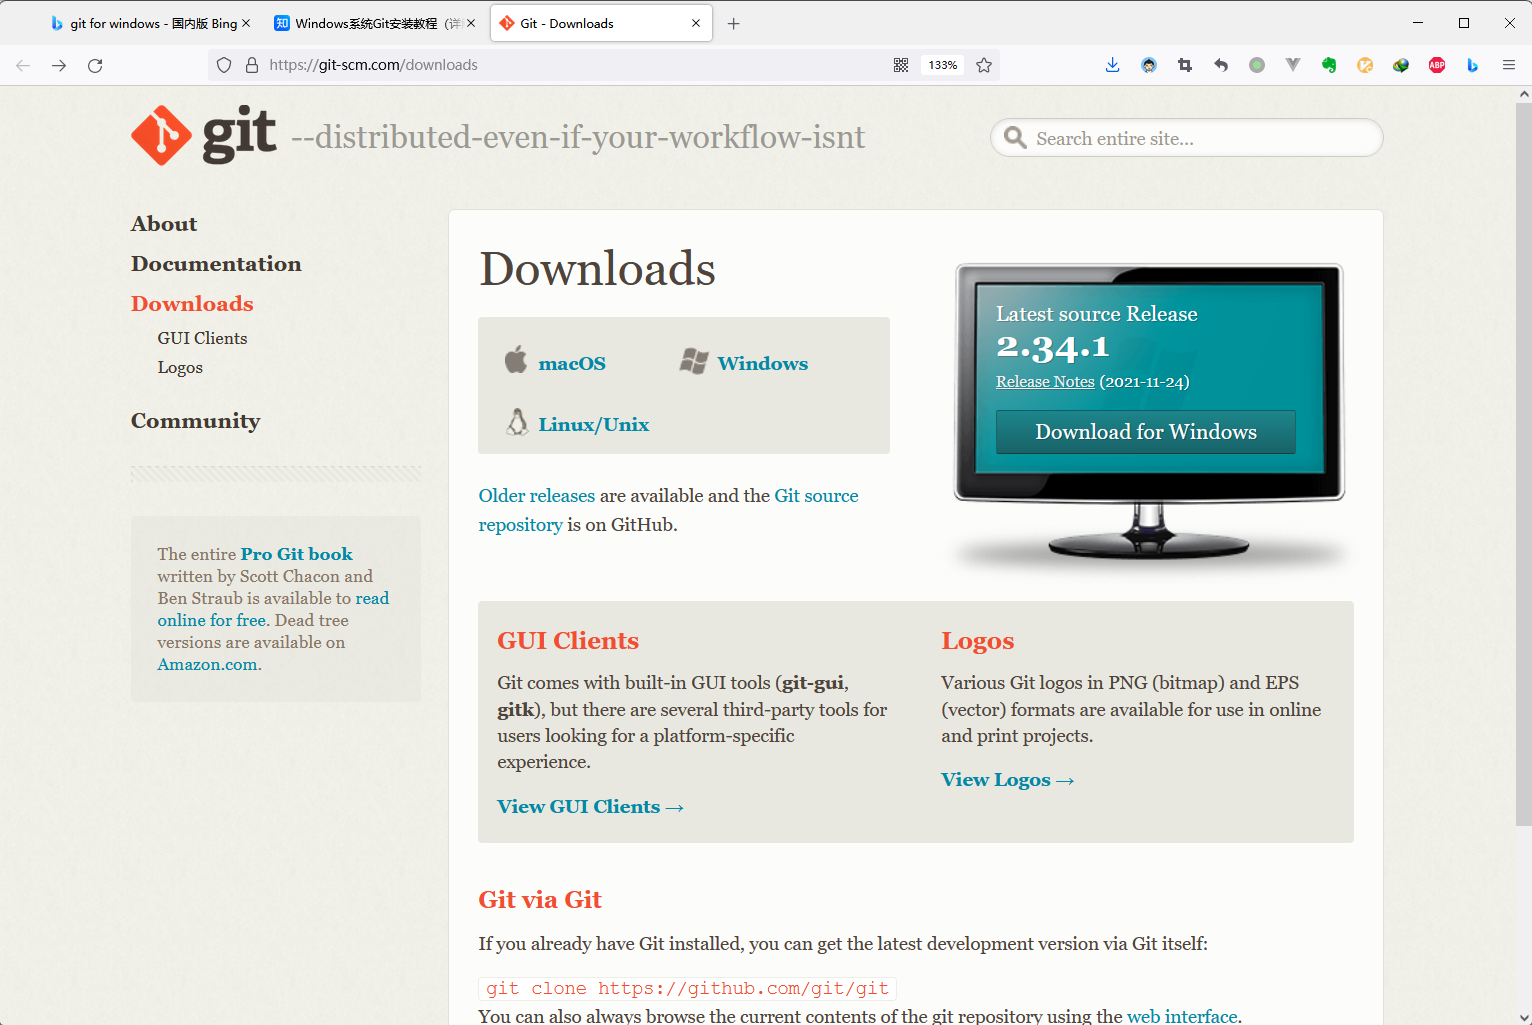 git for windows - 国内版 Bing
Windows系统Git安装教程（详
Git - Downloads
https://git-scm.com/downloads
133%
ABP
git --distributed-even-if-your-workflow-isnt
Search entire site...
About
Documentation
Downloads
GUI Clients
Logos
Community
The entire Pro Git book
written by Scott Chacon and
Ben Straub is available to read
online for free. Dead tree
versions are available on
Amazon.com.
Downloads
macOS
Windows
Linux/Unix
Older releases are available and the Git source
repository is on GitHub.
Latest source Release
2.34.1
Release Notes (2021-11-24)
Download for Windows
GUI Clients
Git comes with built-in GUI tools (git-gui,
gitk), but there are several third-party tools for
users looking for a platform-specific
experience.
View GUI Clients →
Logos
Various Git logos in PNG (bitmap) and EPS
(vector) formats are available for use in online
and print projects.
View Logos →
Git via Git
If you already have Git installed, you can get the latest development version via Git itself:
git clone https://github.com/git/git
You can also always browse the current contents of the git repository using the web interface.